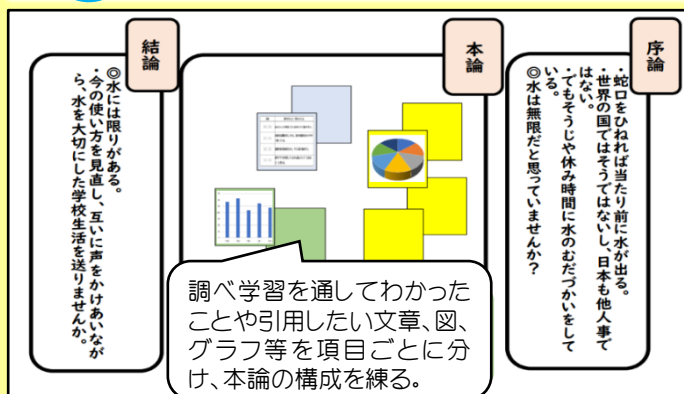 序論
・蛇口をひねれば当たり前に水が出る。
・世界の国ではそうではないし、日本も他人事で
はない。
・でもそうじや休み時間に水のむだづかいをして
いる。
◎水は無限だと思っていませんか？
本論
調べ学習を通してわかった
ことや引用したい文章、図、
グラフ等を項目ごとに分
け、本論の構成を練る。
結論
◎水には限りがある。
・今の使い方を見直し、互いに声をかけあいなが
ら、水を大切にした学校生活を送りませんか。